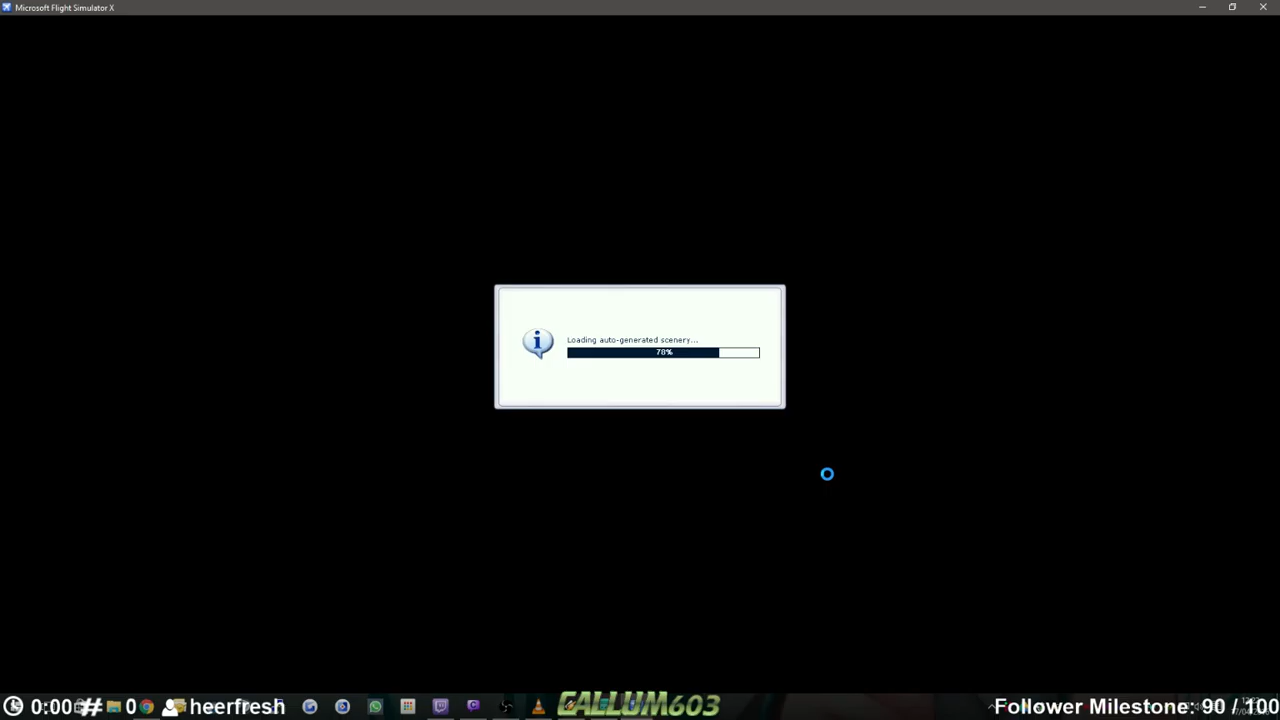 Microsoft Flight Simulator X
Loading auto-generated scenery...
78%
0:00
# 0
heerfresh
CALLUM603
Follower Milestone: 90 / 100